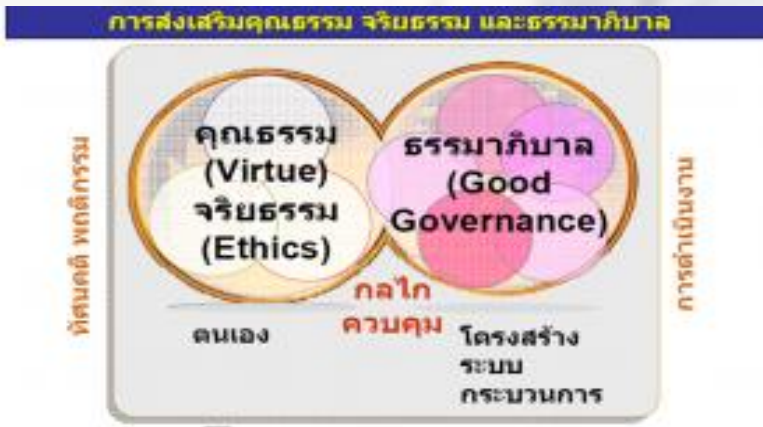 การส่งเสริมคุณธรรม จริยธรรม และธรรมาภิบาล
ทัศนคติ พฤติกรรม
คุณธรรม
(Virtue)
จริยธรรม
(Ethics)
ธรรมาภิบาล
(Good
Governance)
การดำเนินงาน
กลไก
ควบคุม
ตนเอง
โครงสร้าง
ระบบ
กระบวนการ